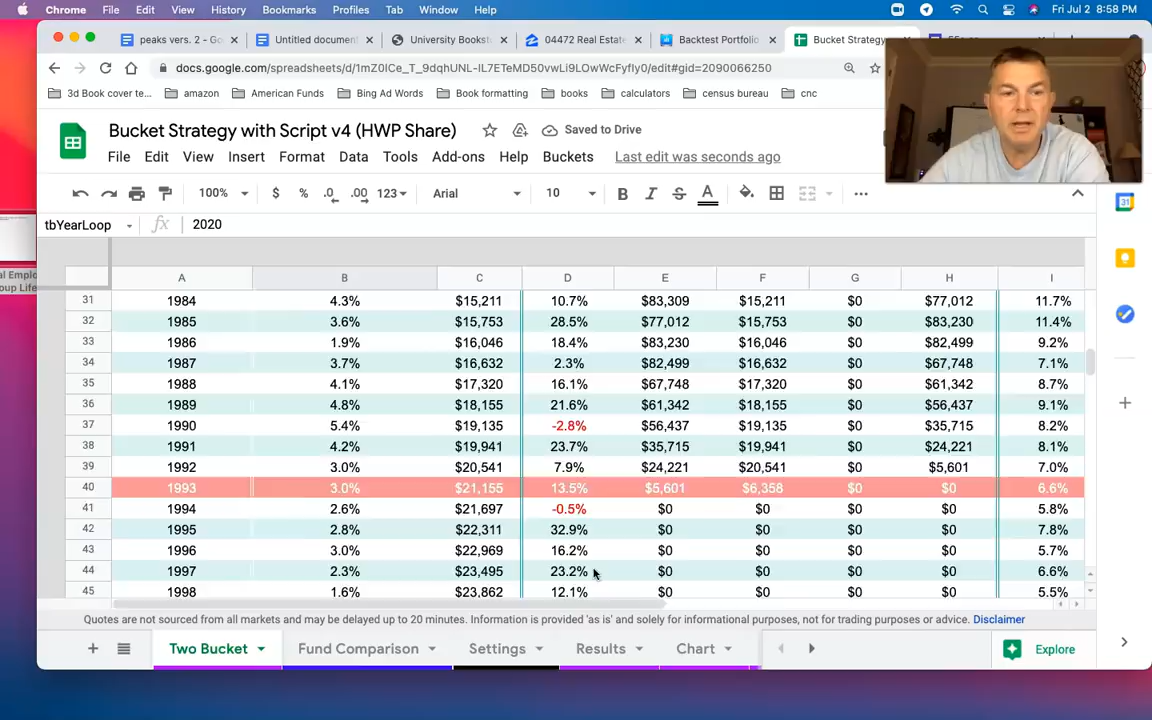 Chrome File Edit View History Bookmarks Profiles Tab Window Help Fri Jul 2 8:58 PM
peaks vers. 2 - Go Untitled document University Booksto 04472 Real Estate Backtest Portfolio Bucket Strategy
docs.google.com/spreadsheets/d/1mZ0ICe_T_9dqhUNL-IL7ETeMD50vwLi9LOwWcFyfIy0/edit#gid=2090066250
3d Book cover te... amazon American Funds Bing Ad Words Book formatting books calculators census bureau cnc
Bucket Strategy with Script v4 (HWP Share) Saved to Drive
File Edit View Insert Format Data Tools Add-ons Help Buckets Last edit was seconds ago
100% $ % .0 .00 123 Arial 10 B I S A
tbYearLoop fx 2020
A B C D E F G H I
31 1984 4.3% $15,211 10.7% $83,309 $15,211 $0 $77,012 11.7%
32 1985 3.6% $15,753 28.5% $77,012 $15,753 $0 $83,230 11.4%
33 1986 1.9% $16,046 18.4% $83,230 $16,046 $0 $82,499 9.2%
34 1987 3.7% $16,632 2.3% $82,499 $16,632 $0 $67,748 7.1%
35 1988 4.1% $17,320 16.1% $67,748 $17,320 $0 $61,342 8.7%
36 1989 4.8% $18,155 21.6% $61,342 $18,155 $0 $56,437 9.1%
37 1990 5.4% $19,135 -2.8% $56,437 $19,135 $0 $35,715 8.2%
38 1991 4.2% $19,941 23.7% $35,715 $19,941 $0 $24,221 8.1%
39 1992 3.0% $20,541 7.9% $24,221 $20,541 $0 $5,601 7.0%
40 1993 3.0% $21,155 13.5% $5,601 $6,358 $0 $0 6.6%
41 1994 2.6% $21,697 -0.5% $0 $0 $0 $0 5.8%
42 1995 2.8% $22,311 32.9% $0 $0 $0 $0 7.8%
43 1996 3.0% $22,969 16.2% $0 $0 $0 $0 5.7%
44 1997 2.3% $23,495 23.2% $0 $0 $0 $0 6.6%
45 1998 1.6% $23,862 12.1% $0 $0 $0 $0 5.5%
Quotes are not sourced from all markets and may be delayed up to 20 minutes. Information is provided 'as is' and solely for informational purposes, not for trading purposes or advice. Disclaimer
Two Bucket Fund Comparison Settings Results Chart Explore